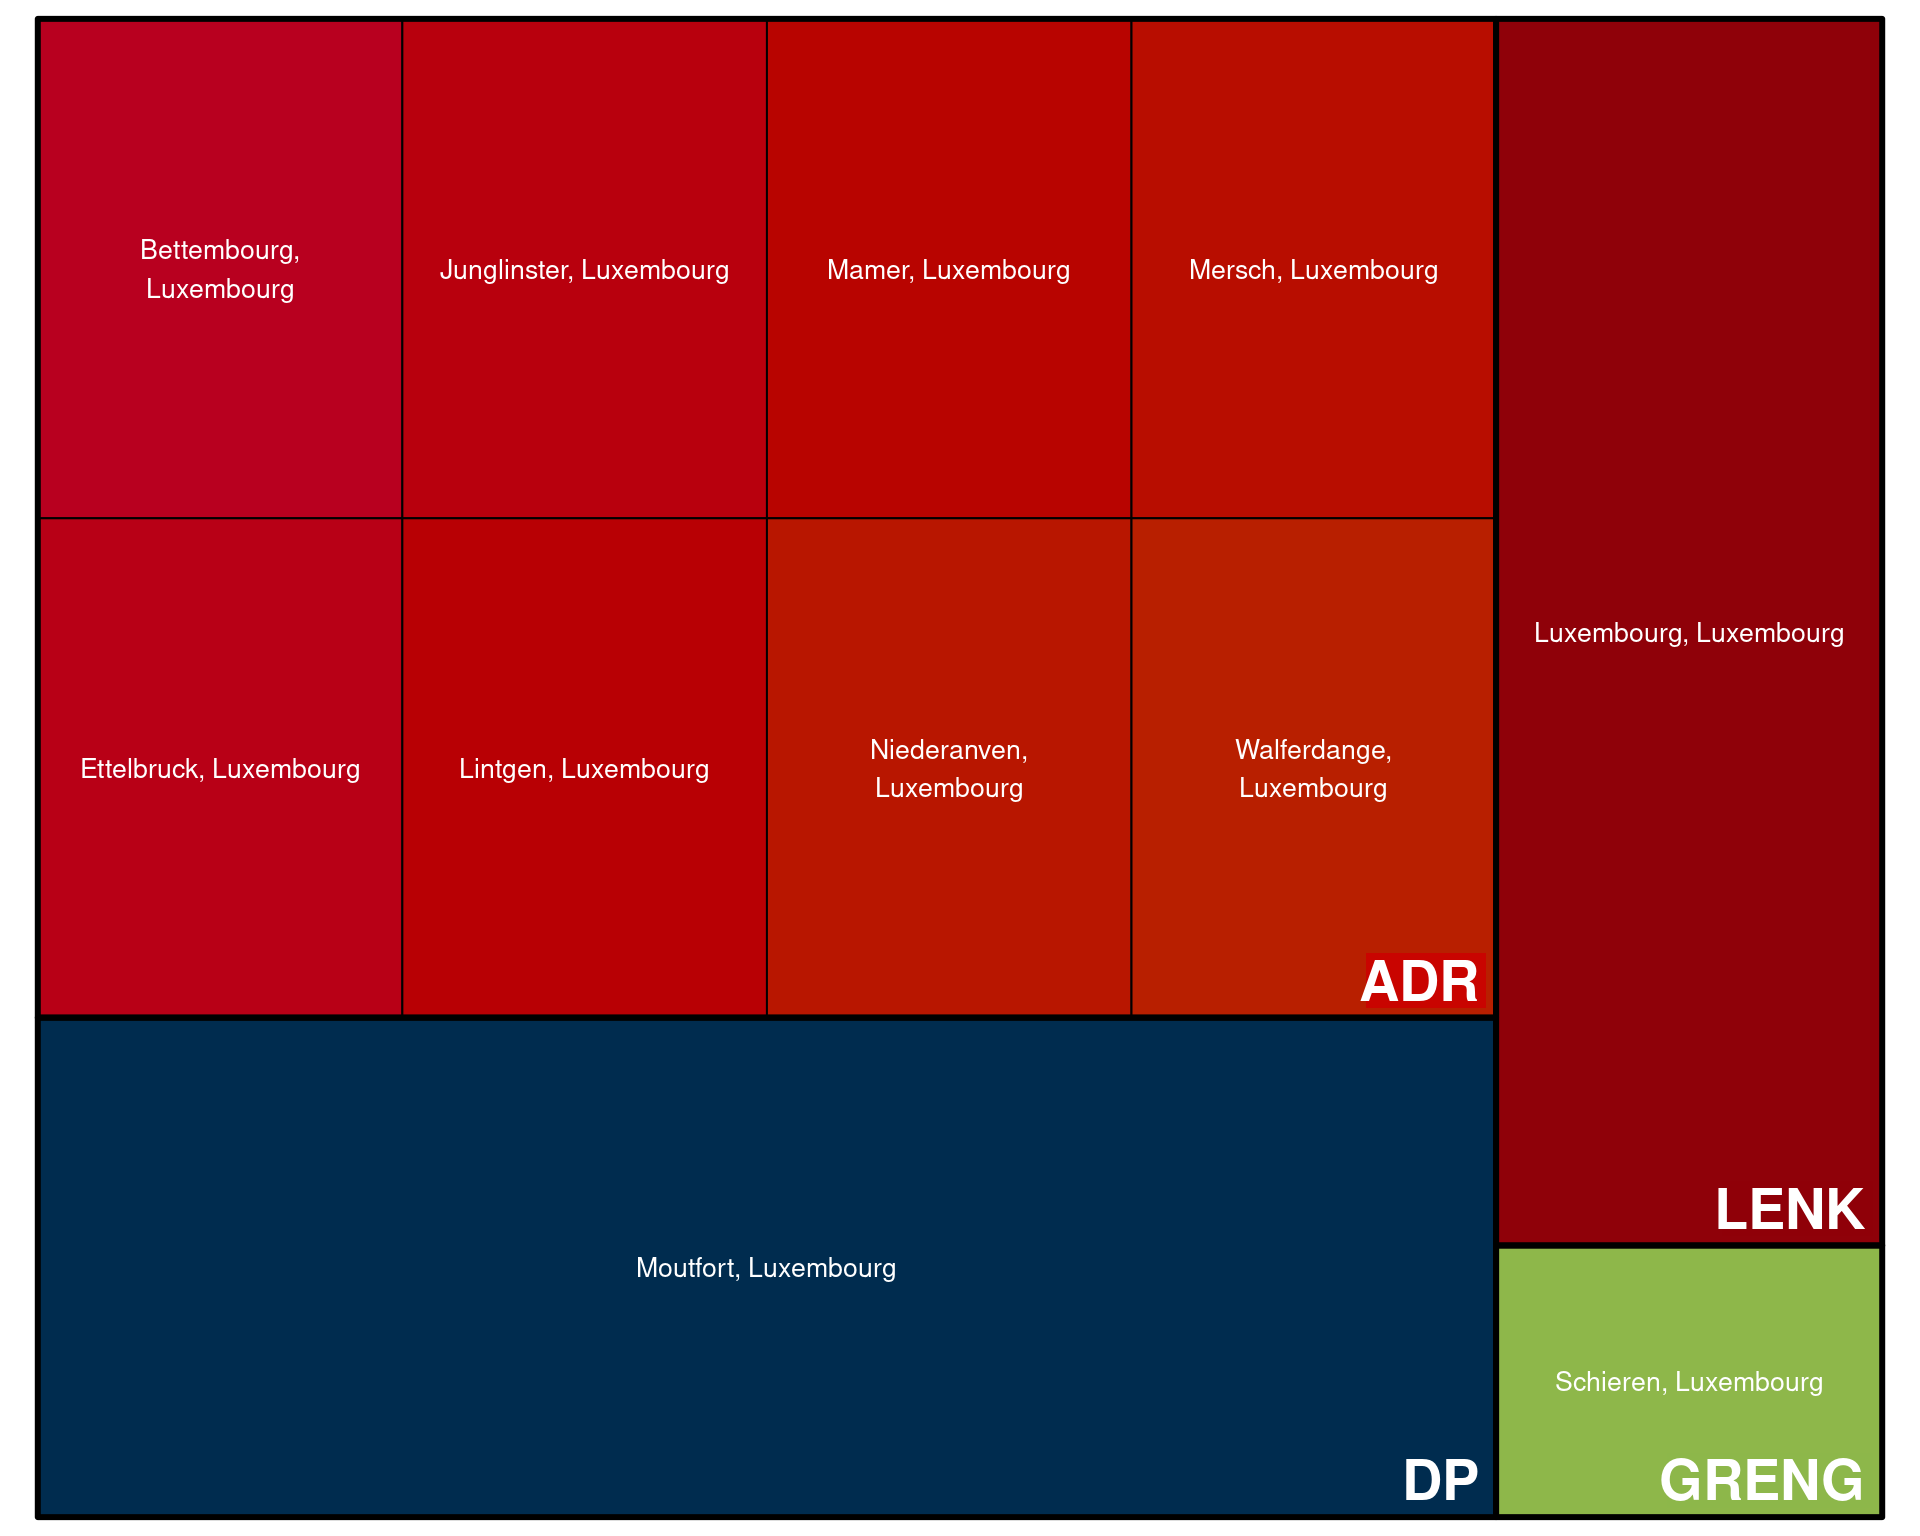 Bettembourg,
Luxembourg
Junglinster, Luxembourg
Mamer, Luxembourg
Mersch, Luxembourg
Luxembourg, Luxembourg
Ettelbruck, Luxembourg
Lintgen, Luxembourg
Niederanven,
Luxembourg
Walferdange,
Luxembourg
ADR
LENK
Moutfort, Luxembourg
Schieren, Luxembourg
DP
GRENG